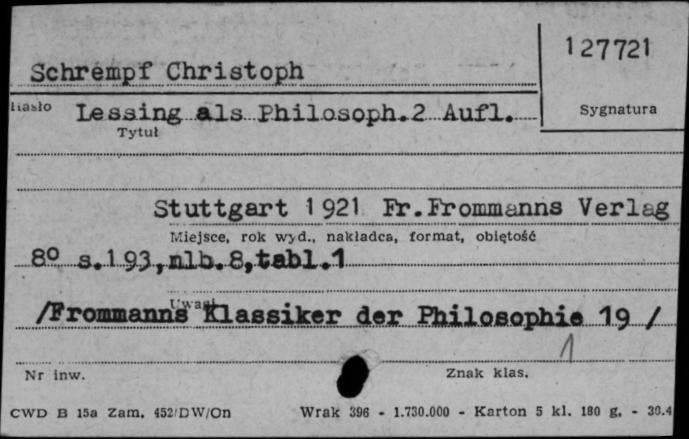 127721
Schrempf Christoph
Sygnatura
hasło Lessing als Philosoph.2 Aufl.
Tytuł
Stuttgart 1921 Fr.Frommanns Verlag
Miejsce, rok wyd., nakładca, format, objętość
8º s.193,nlb.8,tabl.1
Uwagi
/Frommanns Klassiker der Philosophie 19 /
1
Nr inw. Znak klas.
CWD B 15a Zam. 452/DW/On Wrak 396 - 1.730.000 - Karton 5 kl. 180 g. - 30.4